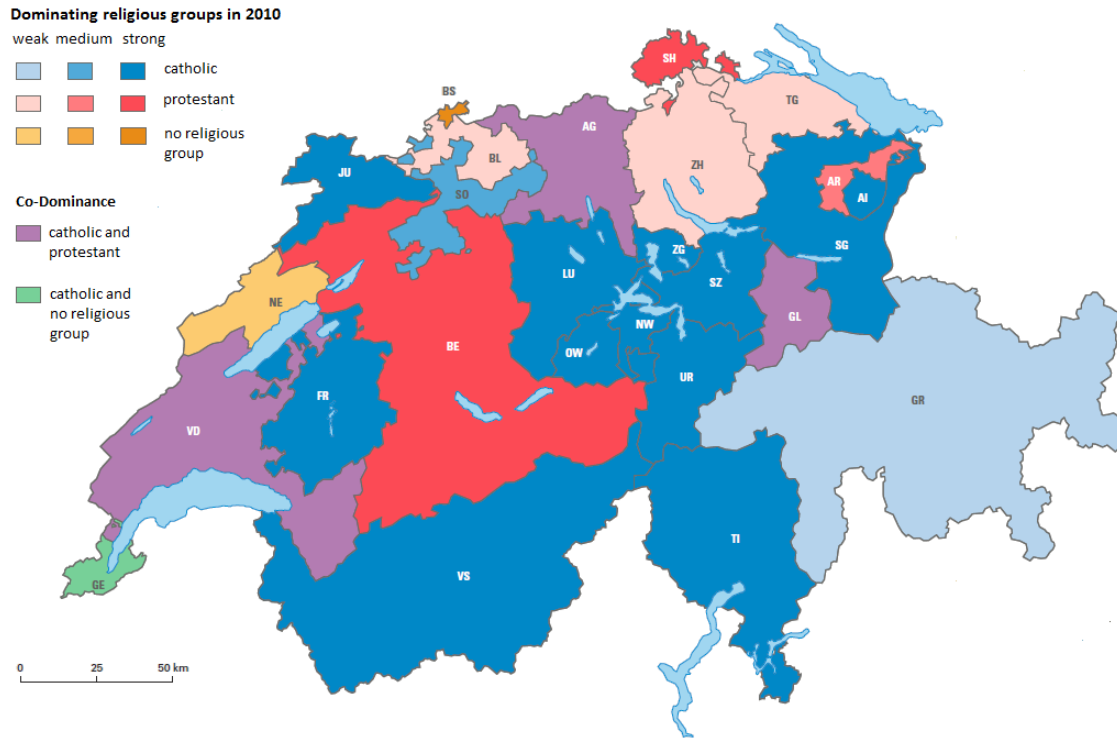 Dominating religious groups in 2010
weak medium strong
catholic
protestant
no religious
group
Co-Dominance
catholic and
protestant
catholic and
no religious
group
BS
SH
TG
AG
BL
ZH
JU
SO
AR
AI
SG
ZG
LU
SZ
NE
NW
GL
BE
OW
UR
FR
GR
VD
TI
VS
GE
0 25 50 km